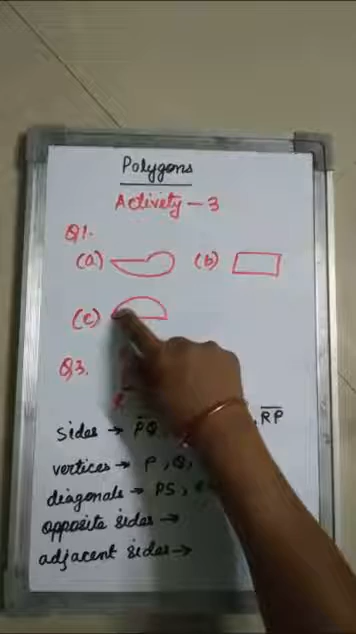 Polygons
Activity - 3
Q1.
(a) (b)
(c)
Q3.
sides → PQ, , RP
vertices → P, Q,
diagonals → PS,
opposite sides →
adjacent sides →